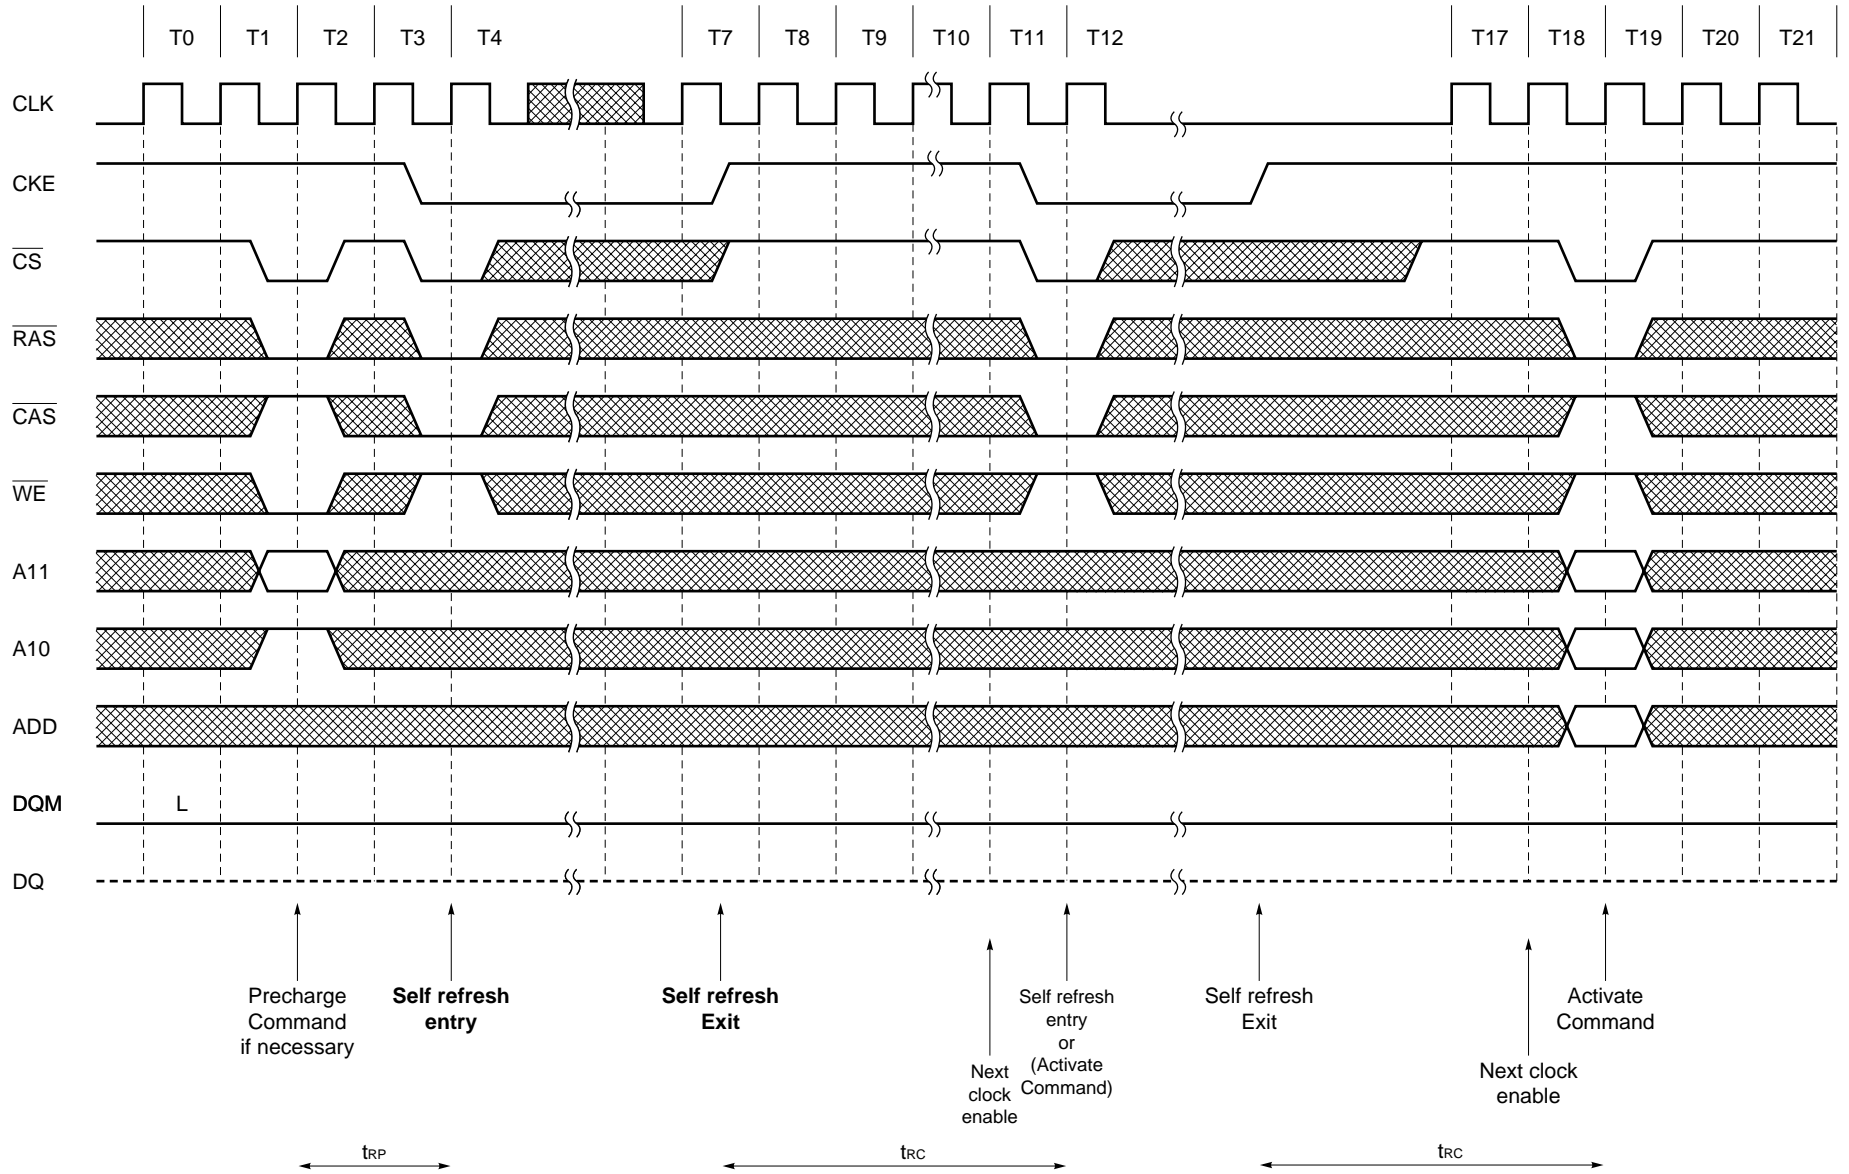 T0 T1 T2 T3 T4 T7 T8 T9 T10 T11 T12 T17 T18 T19 T20 T21
CLK
CKE
CS
RAS
CAS
WE
A11
A10
ADD
DQM L
DQ
Precharge
Command
if necessary
Self refresh
entry
Self refresh
Exit
Next
clock
enable
Self refresh
entry
or
(Activate
Command)
Self refresh
Exit
Next clock
enable
Activate
Command
tRP tRC tRC